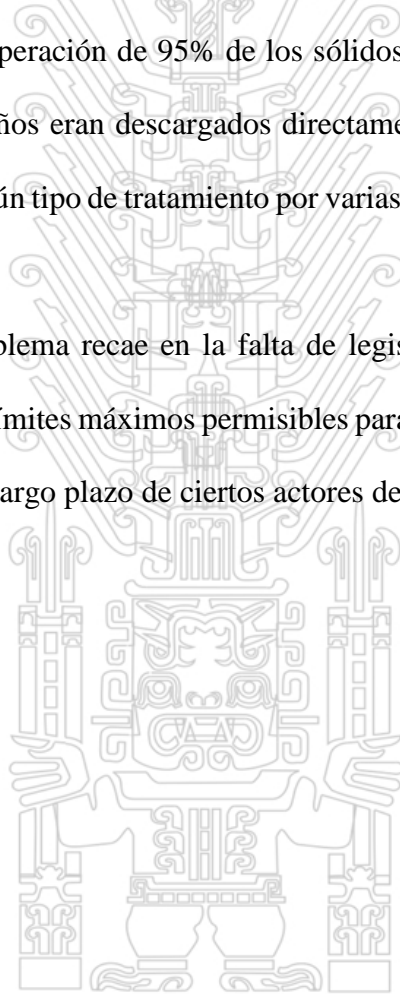 peración de 95% de los sólidos
ños eran descargados directame
ún tipo de tratamiento por varias
blema recae en la falta de legis
ímites máximos permisibles para
argo plazo de ciertos actores de